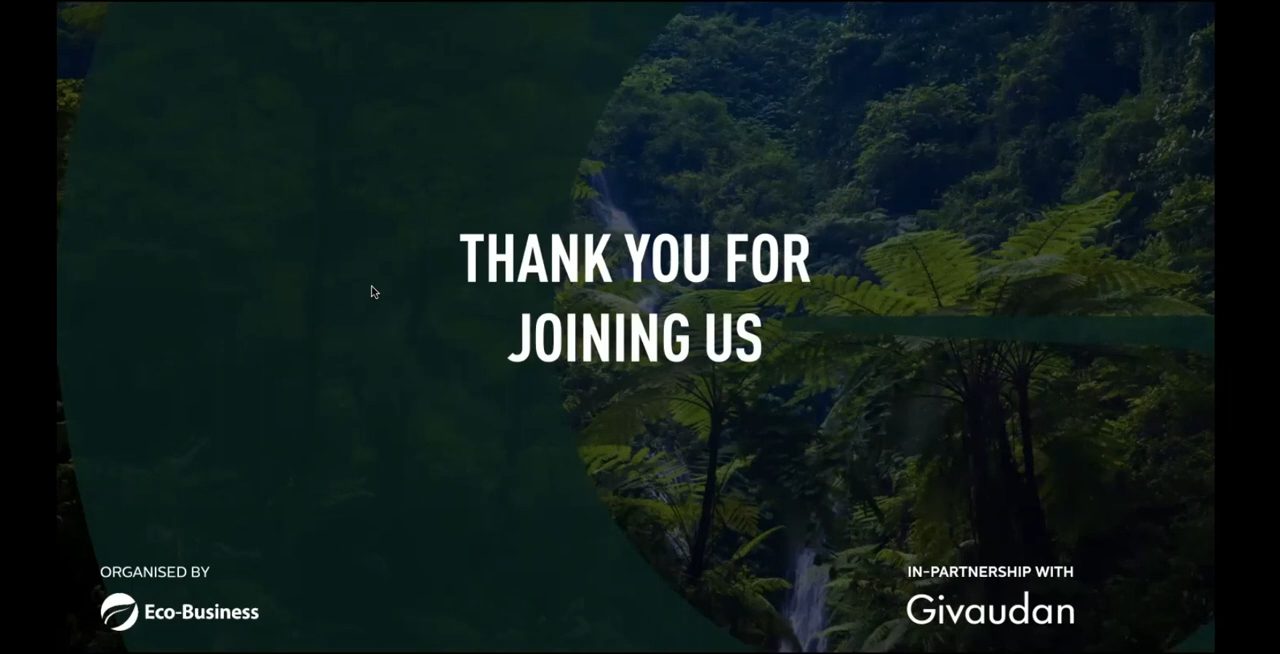 THANK YOU FOR
JOINING US
ORGANISED BY
Eco-Business
IN-PARTNERSHIP WITH
Givaudan